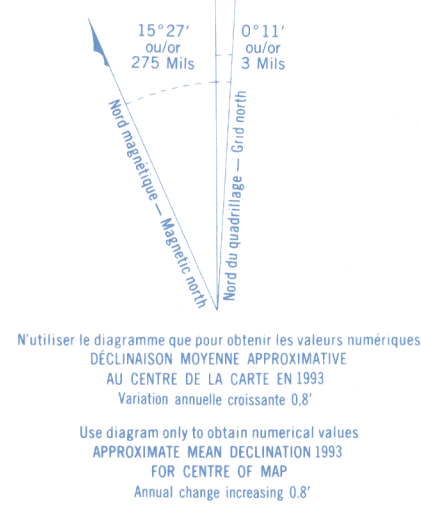 15°27′
ou/or
275 Mils
0°11′
ou/or
3 Mils
Nord magnétique — Magnetic north
Nord du quadrillage — Grid north
N'utiliser le diagramme que pour obtenir les valeurs numériques
DÉCLINAISON MOYENNE APPROXIMATIVE
AU CENTRE DE LA CARTE EN 1993
Variation annuelle croissante 0,8′
Use diagram only to obtain numerical values
APPROXIMATE MEAN DECLINATION 1993
FOR CENTRE OF MAP
Annual change increasing 0.8′